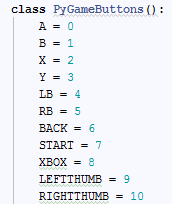 class PyGameButtons():
A = 0
B = 1
X = 2
Y = 3
LB = 4
RB = 5
BACK = 6
START = 7
XBOX = 8
LEFTTHUMB = 9
RIGHTTHUMB = 10